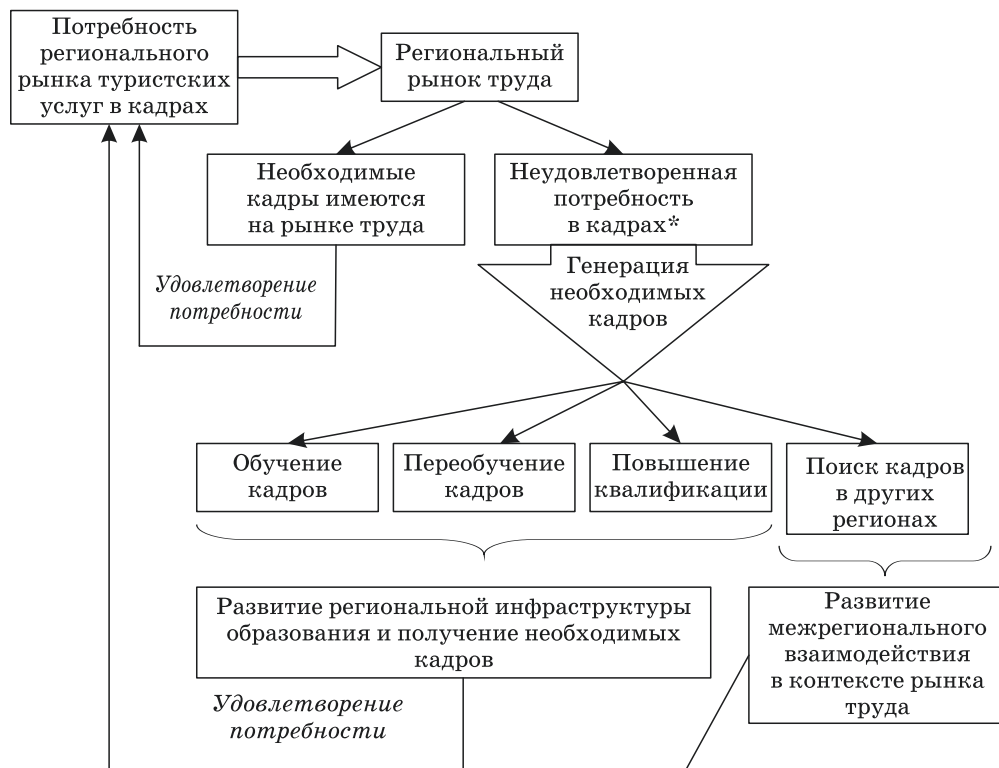 Потребность
регионального
рынка туристских
услуг в кадрах
Региональный
рынок труда
Необходимые
кадры имеются
на рынке труда
Неудовлетворенная
потребность
в кадрах*
Удовлетворение
потребности
Генерация
необходимых
кадров
Обучение
кадров
Переобучение
кадров
Повышение
квалификации
Поиск кадров
в других
регионах
Развитие региональной инфраструктуры
образования и получение необходимых
кадров
Развитие
межрегионального
взаимодействия
в контексте рынка
труда
Удовлетворение
потребности